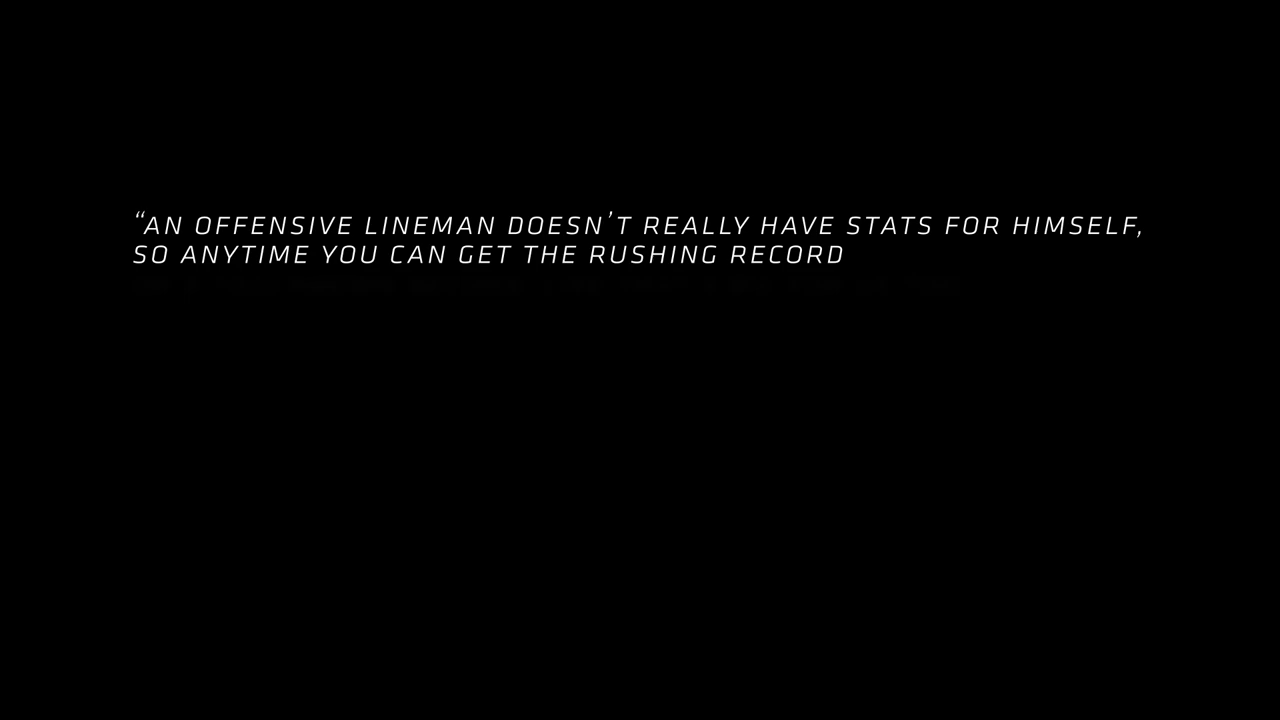 “AN OFFENSIVE LINEMAN DOESN’T REALLY HAVE STATS FOR HIMSELF,
SO ANYTIME YOU CAN GET THE RUSHING RECORD